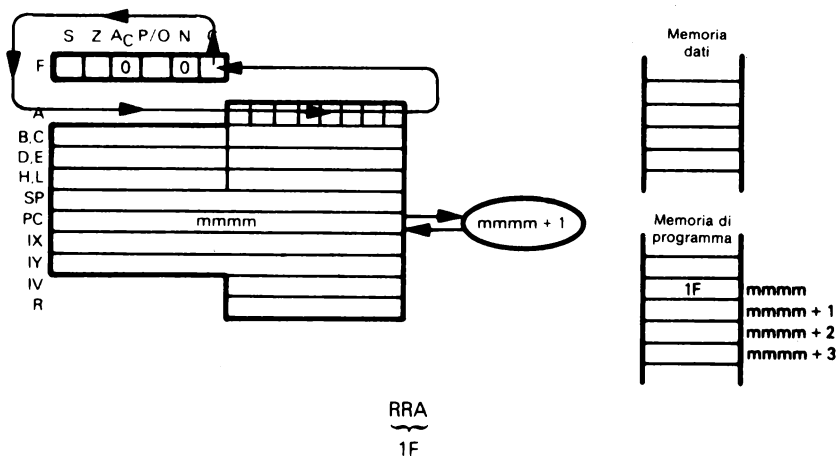 S Z AC P/O N C
F 0 0
A
B,C
D,E
H,L
SP
PC mmmm mmmm + 1
IX
IY
IV
R
Memoria
dati
Memoria di
programma
1F mmmm
mmmm + 1
mmmm + 2
mmmm + 3
RRA
1F